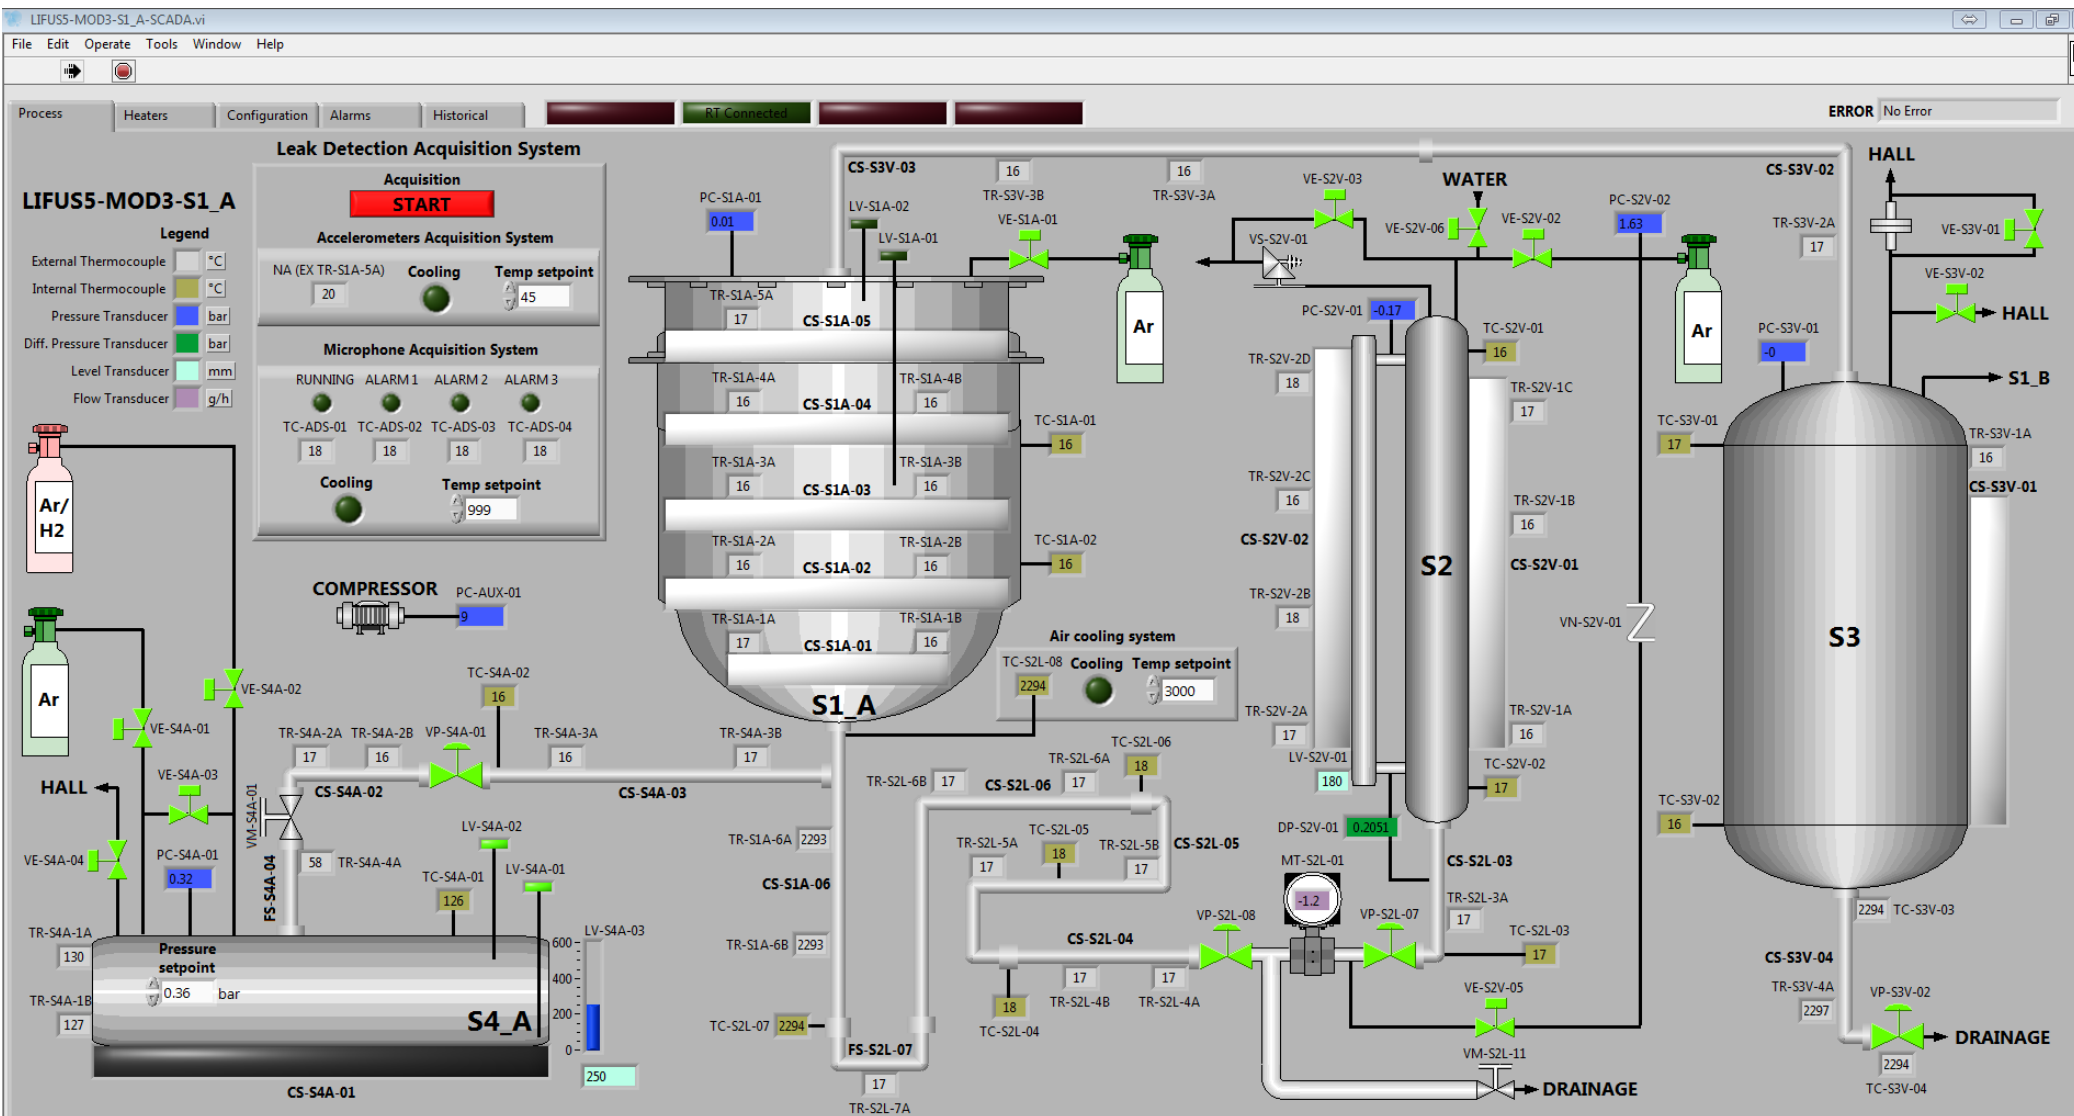 LIFUS5-MOD3-S1_A-SCADA.vi
File Edit Operate Tools Window Help
Process Heaters Configuration Alarms Historical RT Connected ERROR No Error
LIFUS5-MOD3-S1_A
Legend
External Thermocouple °C
Internal Thermocouple °C
Pressure Transducer bar
Diff. Pressure Transducer bar
Level Transducer mm
Flow Transducer g/h
Leak Detection Acquisition System
Acquisition
START
Accelerometers Acquisition System
NA (EX TR-S1A-5A) Cooling Temp setpoint
20 45
Microphone Acquisition System
RUNNING ALARM 1 ALARM 2 ALARM 3
TC-ADS-01 TC-ADS-02 TC-ADS-03 TC-ADS-04
18 18 18 18
Cooling Temp setpoint
999
Ar/
H2
Ar
COMPRESSOR PC-AUX-01
9
VE-S4A-02
VE-S4A-01
VE-S4A-03
HALL
VE-S4A-04
PC-S4A-01
0.32
VM-S4A-01
FS-S4A-04
58 TR-S4A-4A
TR-S4A-2A TR-S4A-2B VP-S4A-01
17 16
CS-S4A-02
TC-S4A-02
16
TR-S4A-3A
16
CS-S4A-03
TR-S4A-3B
17
LV-S4A-02
LV-S4A-01
TC-S4A-01
126
TR-S4A-1A
130
TR-S4A-1B
127
Pressure
setpoint
0.36 bar
S4_A
CS-S4A-01
LV-S4A-03
600
400
200
0
250
CS-S3V-03
PC-S1A-01
0.01
LV-S1A-02
LV-S1A-01
VE-S1A-01
16
TR-S3V-3B
16
TR-S3V-3A
Ar
TR-S1A-5A
17
CS-S1A-05
TR-S1A-4A TR-S1A-4B
16 CS-S1A-04 16
TC-S1A-01
16
TR-S1A-3A TR-S1A-3B
16 CS-S1A-03 16
TR-S1A-2A TR-S1A-2B
16 CS-S1A-02 16
TC-S1A-02
16
TR-S1A-1A TR-S1A-1B
17 CS-S1A-01 16
S1_A
Air cooling system
TC-S2L-08 Cooling Temp setpoint
2294 3000
TR-S1A-6A 2293
CS-S1A-06
TR-S1A-6B 2293
TC-S2L-07 2294
FS-S2L-07
17
TR-S2L-7A
TR-S2L-6B 17
CS-S2L-06
TR-S2L-6A
17
TC-S2L-06
18
TR-S2L-5A
17
TC-S2L-05
18
TR-S2L-5B
17
CS-S2L-05
CS-S2L-04
18
TC-S2L-04
17
TR-S2L-4B
17
TR-S2L-4A
VP-S2L-08
MT-S2L-01
-1.2
VP-S2L-07
CS-S2L-03
TR-S2L-3A
17
TC-S2L-03
17
VE-S2V-05
VM-S2L-11
DRAINAGE
VE-S2V-03
WATER
VS-S2V-01
VE-S2V-06
VE-S2V-02
PC-S2V-02
1.63
Ar
PC-S2V-01 -0.17
TC-S2V-01
16
TR-S2V-2D
18
TR-S2V-1C
17
TR-S2V-2C
16
TR-S2V-1B
16
CS-S2V-02
S2
CS-S2V-01
TR-S2V-2B
18
VN-S2V-01
TR-S2V-2A
17
TR-S2V-1A
16
LV-S2V-01
180
TC-S2V-02
17
DP-S2V-01 0.2051
CS-S3V-02
HALL
TR-S3V-2A
17
VE-S3V-01
VE-S3V-02
HALL
PC-S3V-01
-0
S1_B
TC-S3V-01
17
TR-S3V-1A
16
CS-S3V-01
S3
TC-S3V-02
16
2294 TC-S3V-03
CS-S3V-04
TR-S3V-4A
2297
VP-S3V-02
DRAINAGE
2294
TC-S3V-04